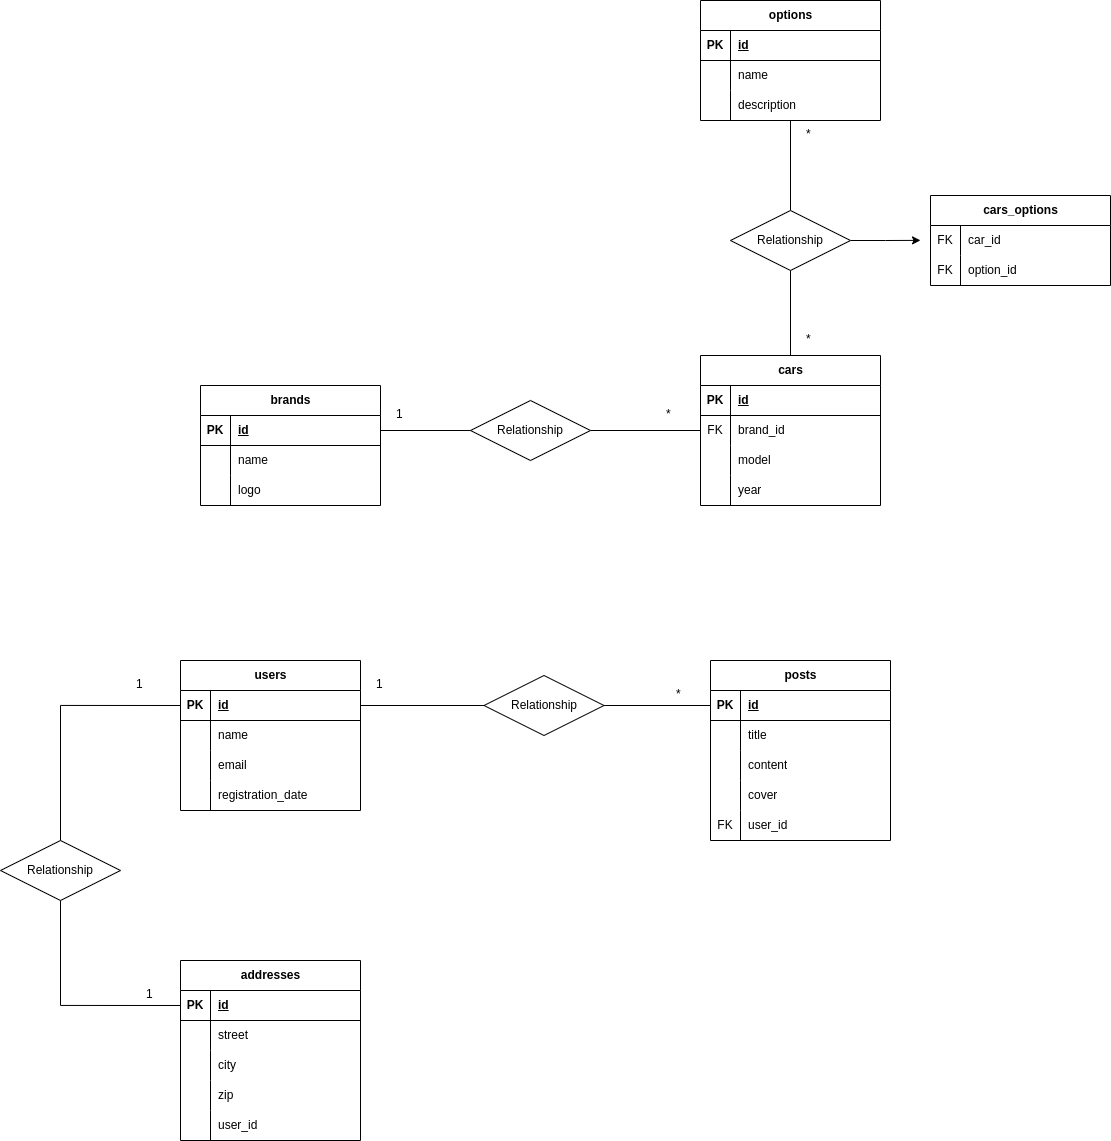 options
PK id
name
description
*
Relationship
cars_options
FK car_id
FK option_id
*
cars
PK id
FK brand_id
model
year
brands
PK id
name
logo
1
Relationship
*
users
PK id
name
email
registration_date
1
1
Relationship
*
posts
PK id
title
content
cover
FK user_id
Relationship
1
addresses
PK id
street
city
zip
user_id